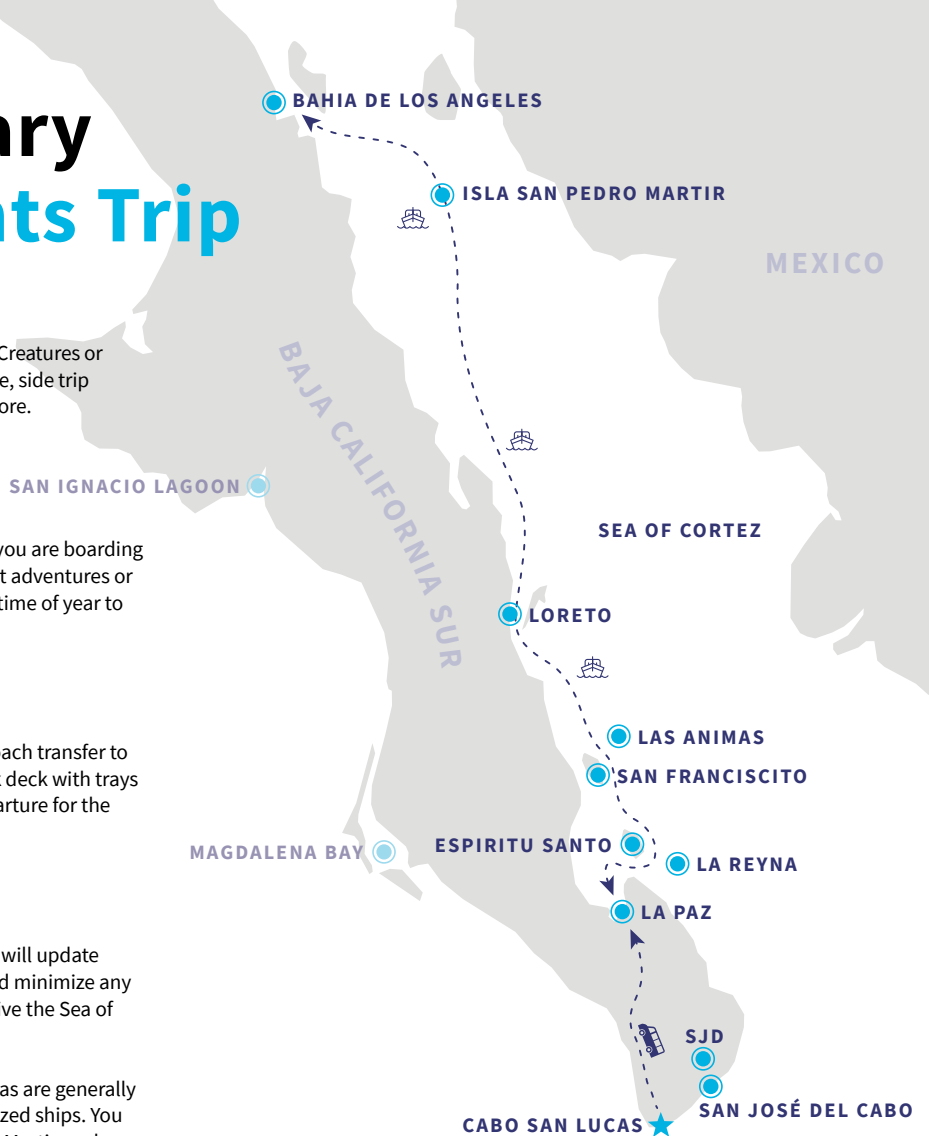 ary
nts Trip
Creatures or
e, side trip
ore.
you are boarding
t adventures or
time of year to
ach transfer to
deck with trays
arture for the
will update
d minimize any
ive the Sea of
as are generally
zed ships. You
BAHIA DE LOS ANGELES
ISLA SAN PEDRO MARTIR
MEXICO
BAJA CALIFORNIA SUR
SAN IGNACIO LAGOON
SEA OF CORTEZ
LORETO
LAS ANIMAS
SAN FRANCISCITO
MAGDALENA BAY
ESPIRITU SANTO
LA REYNA
LA PAZ
SJD
SAN JOSÉ DEL CABO
CABO SAN LUCAS